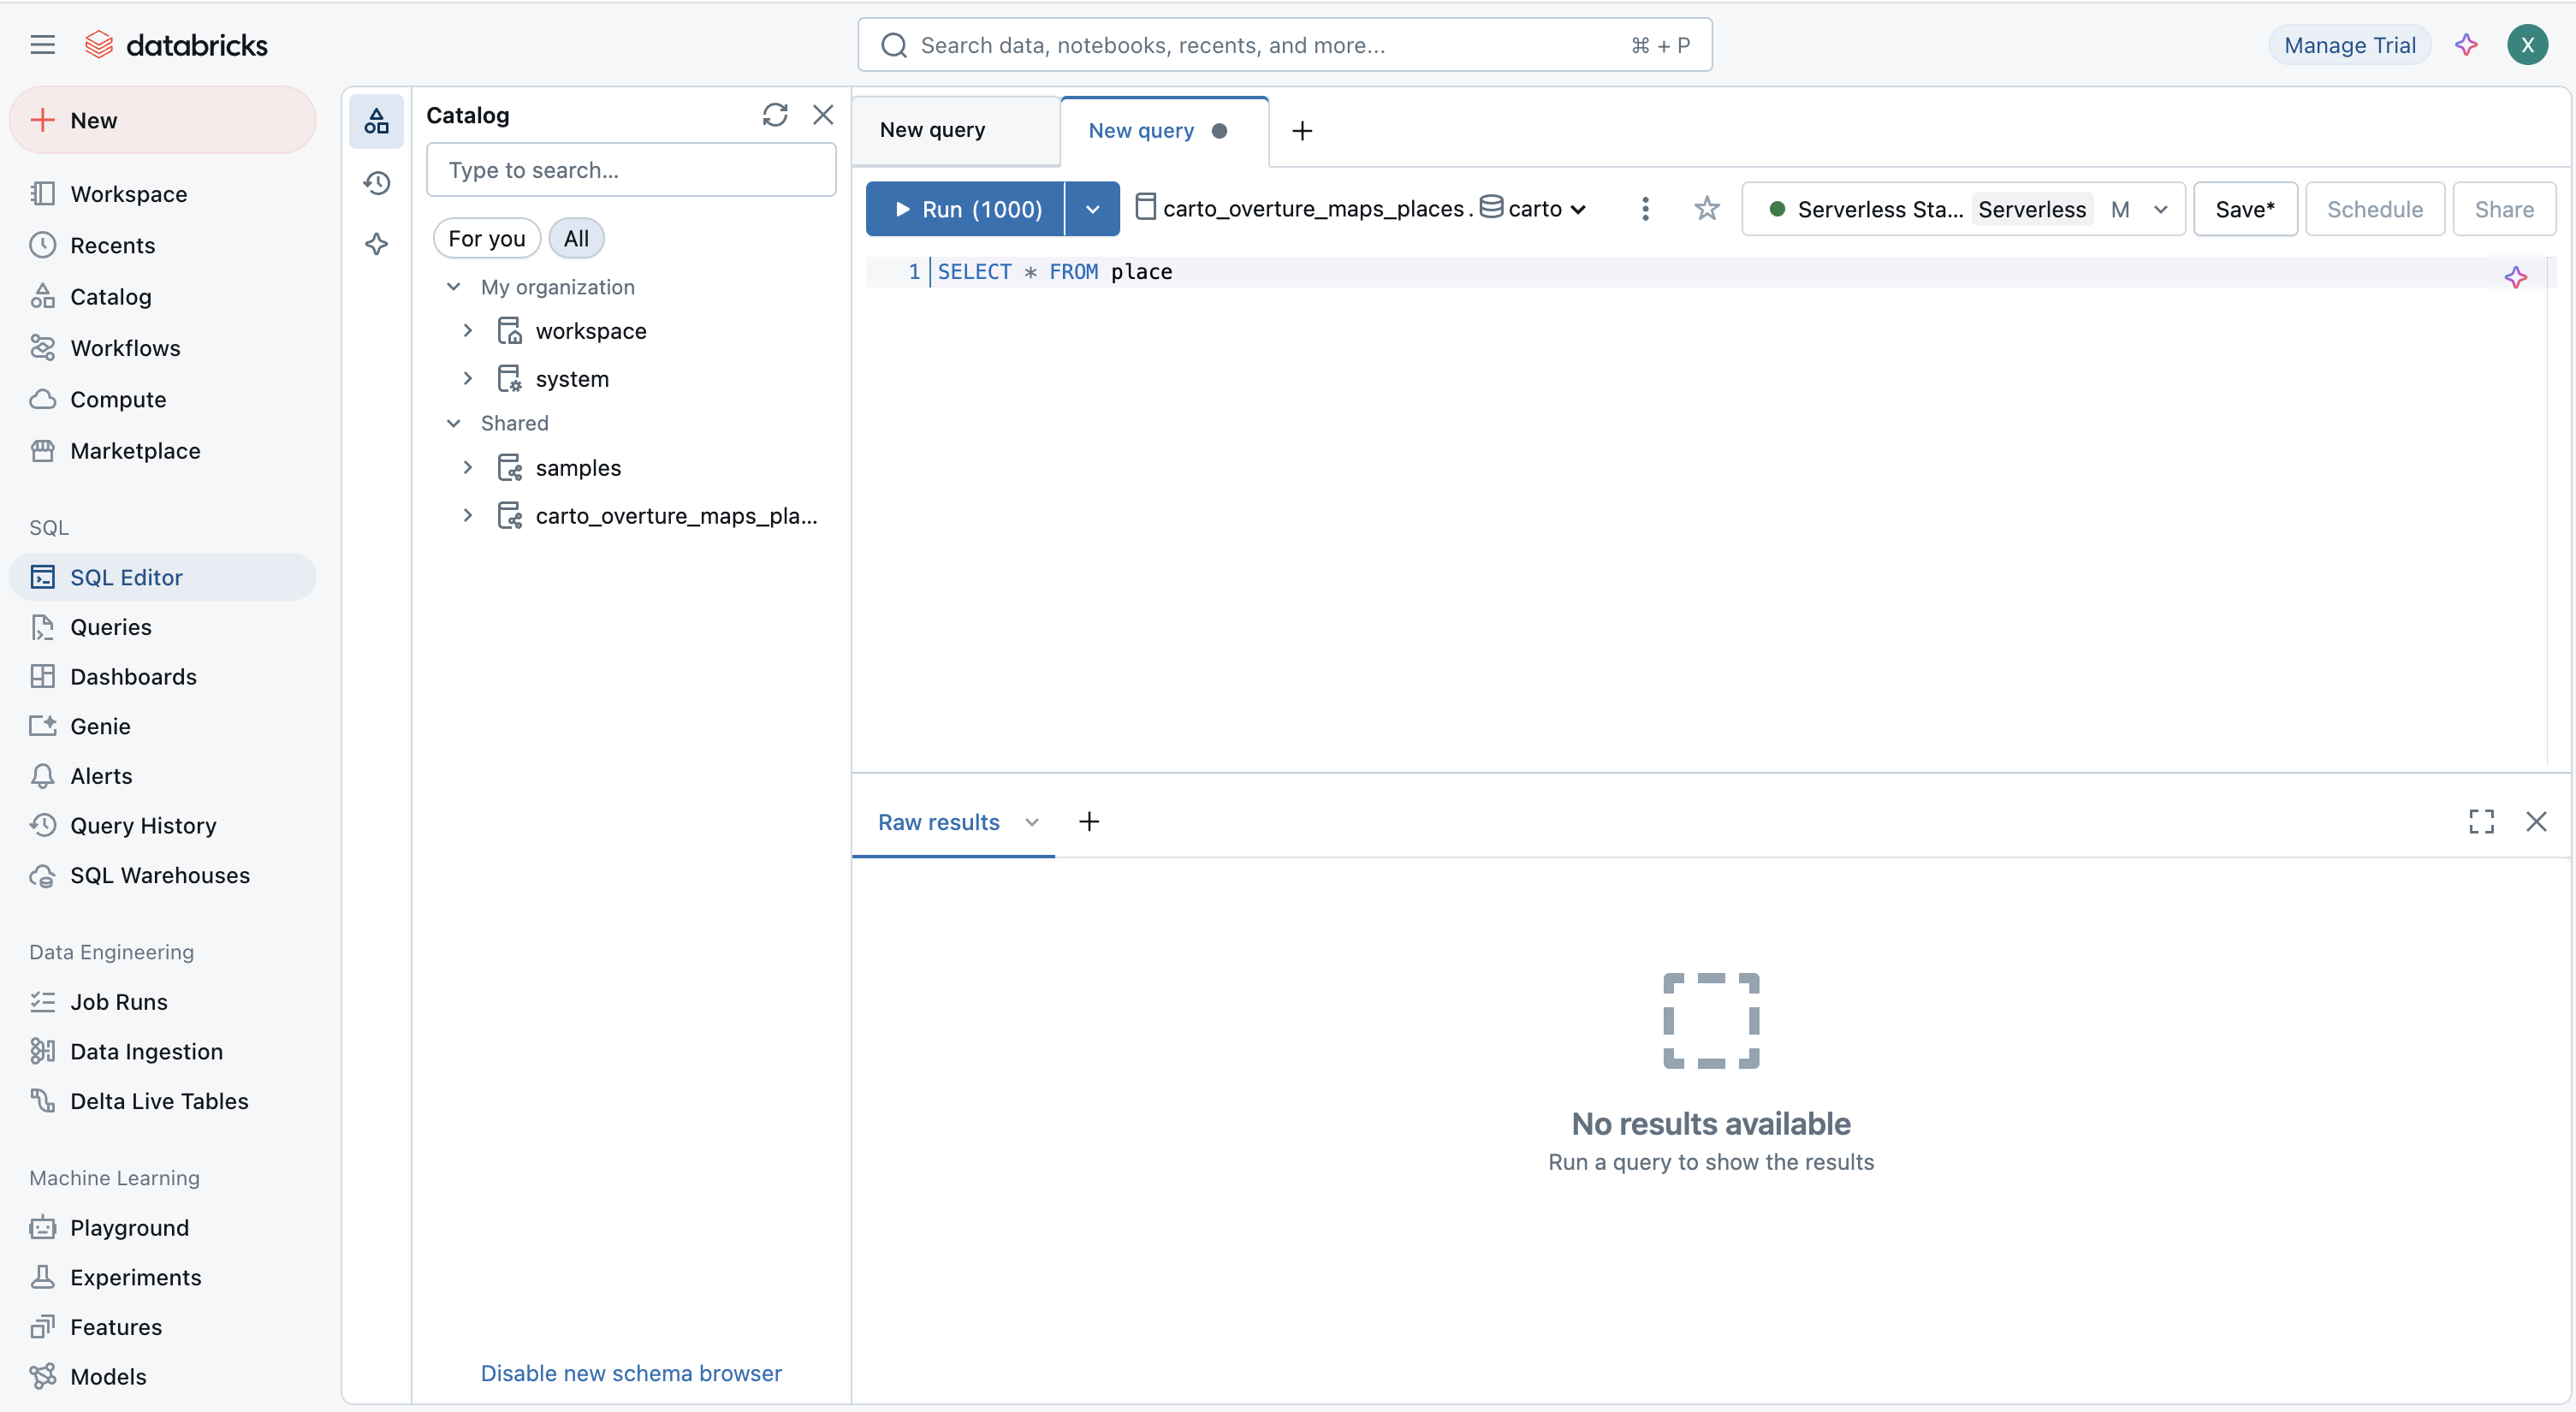 databricks
Search data, notebooks, recents, and more...
⌘ + P
Manage Trial
X
New
Workspace
Recents
Catalog
Workflows
Compute
Marketplace
SQL
SQL Editor
Queries
Dashboards
Genie
Alerts
Query History
SQL Warehouses
Data Engineering
Job Runs
Data Ingestion
Delta Live Tables
Machine Learning
Playground
Experiments
Features
Models
Catalog
Type to search...
For you
All
My organization
workspace
system
Shared
samples
carto_overture_maps_pla...
Disable new schema browser
New query
New query
Run (1000)
carto_overture_maps_places . carto
Serverless Sta... Serverless M
Save*
Schedule
Share
1 SELECT * FROM place
Raw results
No results available
Run a query to show the results